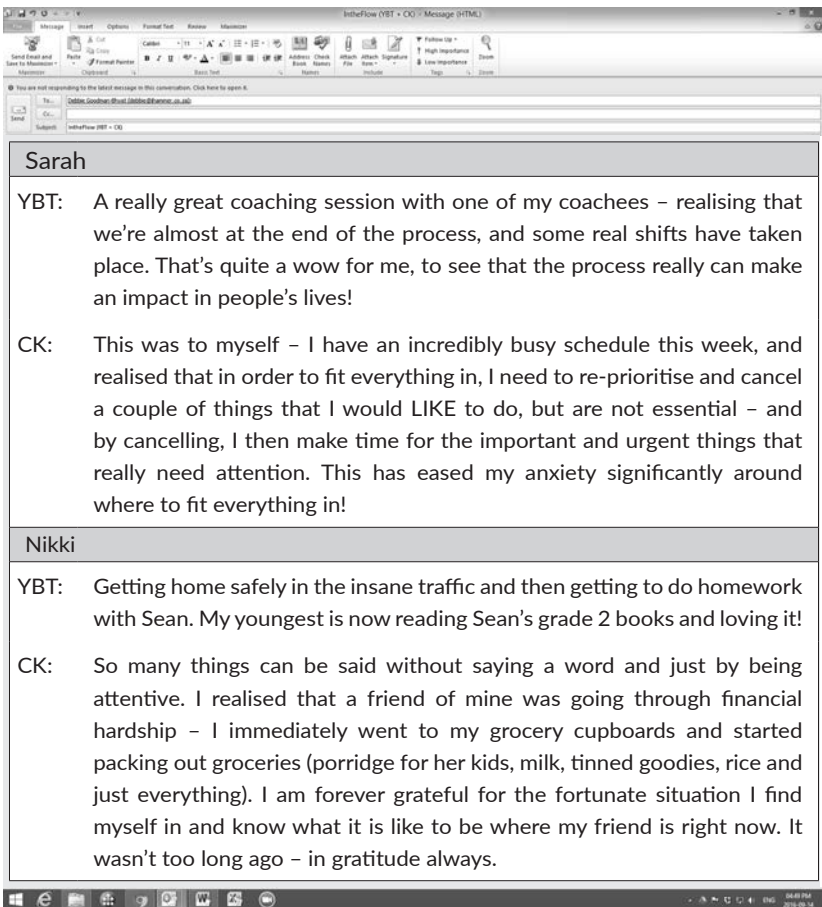 IntheFlow (YBT + CK) - Message (HTML)
File Message Insert Options Format Text Review Maximizer
Cut
Copy
Format Painter
Paste
Send Email and
Save to Maximizer
Calibri 11
Address Book
Check Names
Attach File
Attach Item
Signature
Follow Up
High Importance
Low Importance
Zoom
Maximizer Clipboard Basic Text Names Include Tags Zoom
You are not responding to the latest message in this conversation. Click here to open it.
To...
Cc...
Send
Subject: IntheFlow (YBT + CK)
Sarah
YBT: A really great coaching session with one of my coachees – realising that
we're almost at the end of the process, and some real shifts have taken
place. That's quite a wow for me, to see that the process really can make
an impact in people's lives!
CK: This was to myself – I have an incredibly busy schedule this week, and
realised that in order to fit everything in, I need to re-prioritise and cancel
a couple of things that I would LIKE to do, but are not essential – and
by cancelling, I then make time for the important and urgent things that
really need attention. This has eased my anxiety significantly around
where to fit everything in!
Nikki
YBT: Getting home safely in the insane traffic and then getting to do homework
with Sean. My youngest is now reading Sean's grade 2 books and loving it!
CK: So many things can be said without saying a word and just by being
attentive. I realised that a friend of mine was going through financial
hardship – I immediately went to my grocery cupboards and started
packing out groceries (porridge for her kids, milk, tinned goodies, rice and
just everything). I am forever grateful for the fortunate situation I find
myself in and know what it is like to be where my friend is right now. It
wasn't too long ago – in gratitude always.
ENG
04:49 PM
2016-09-14